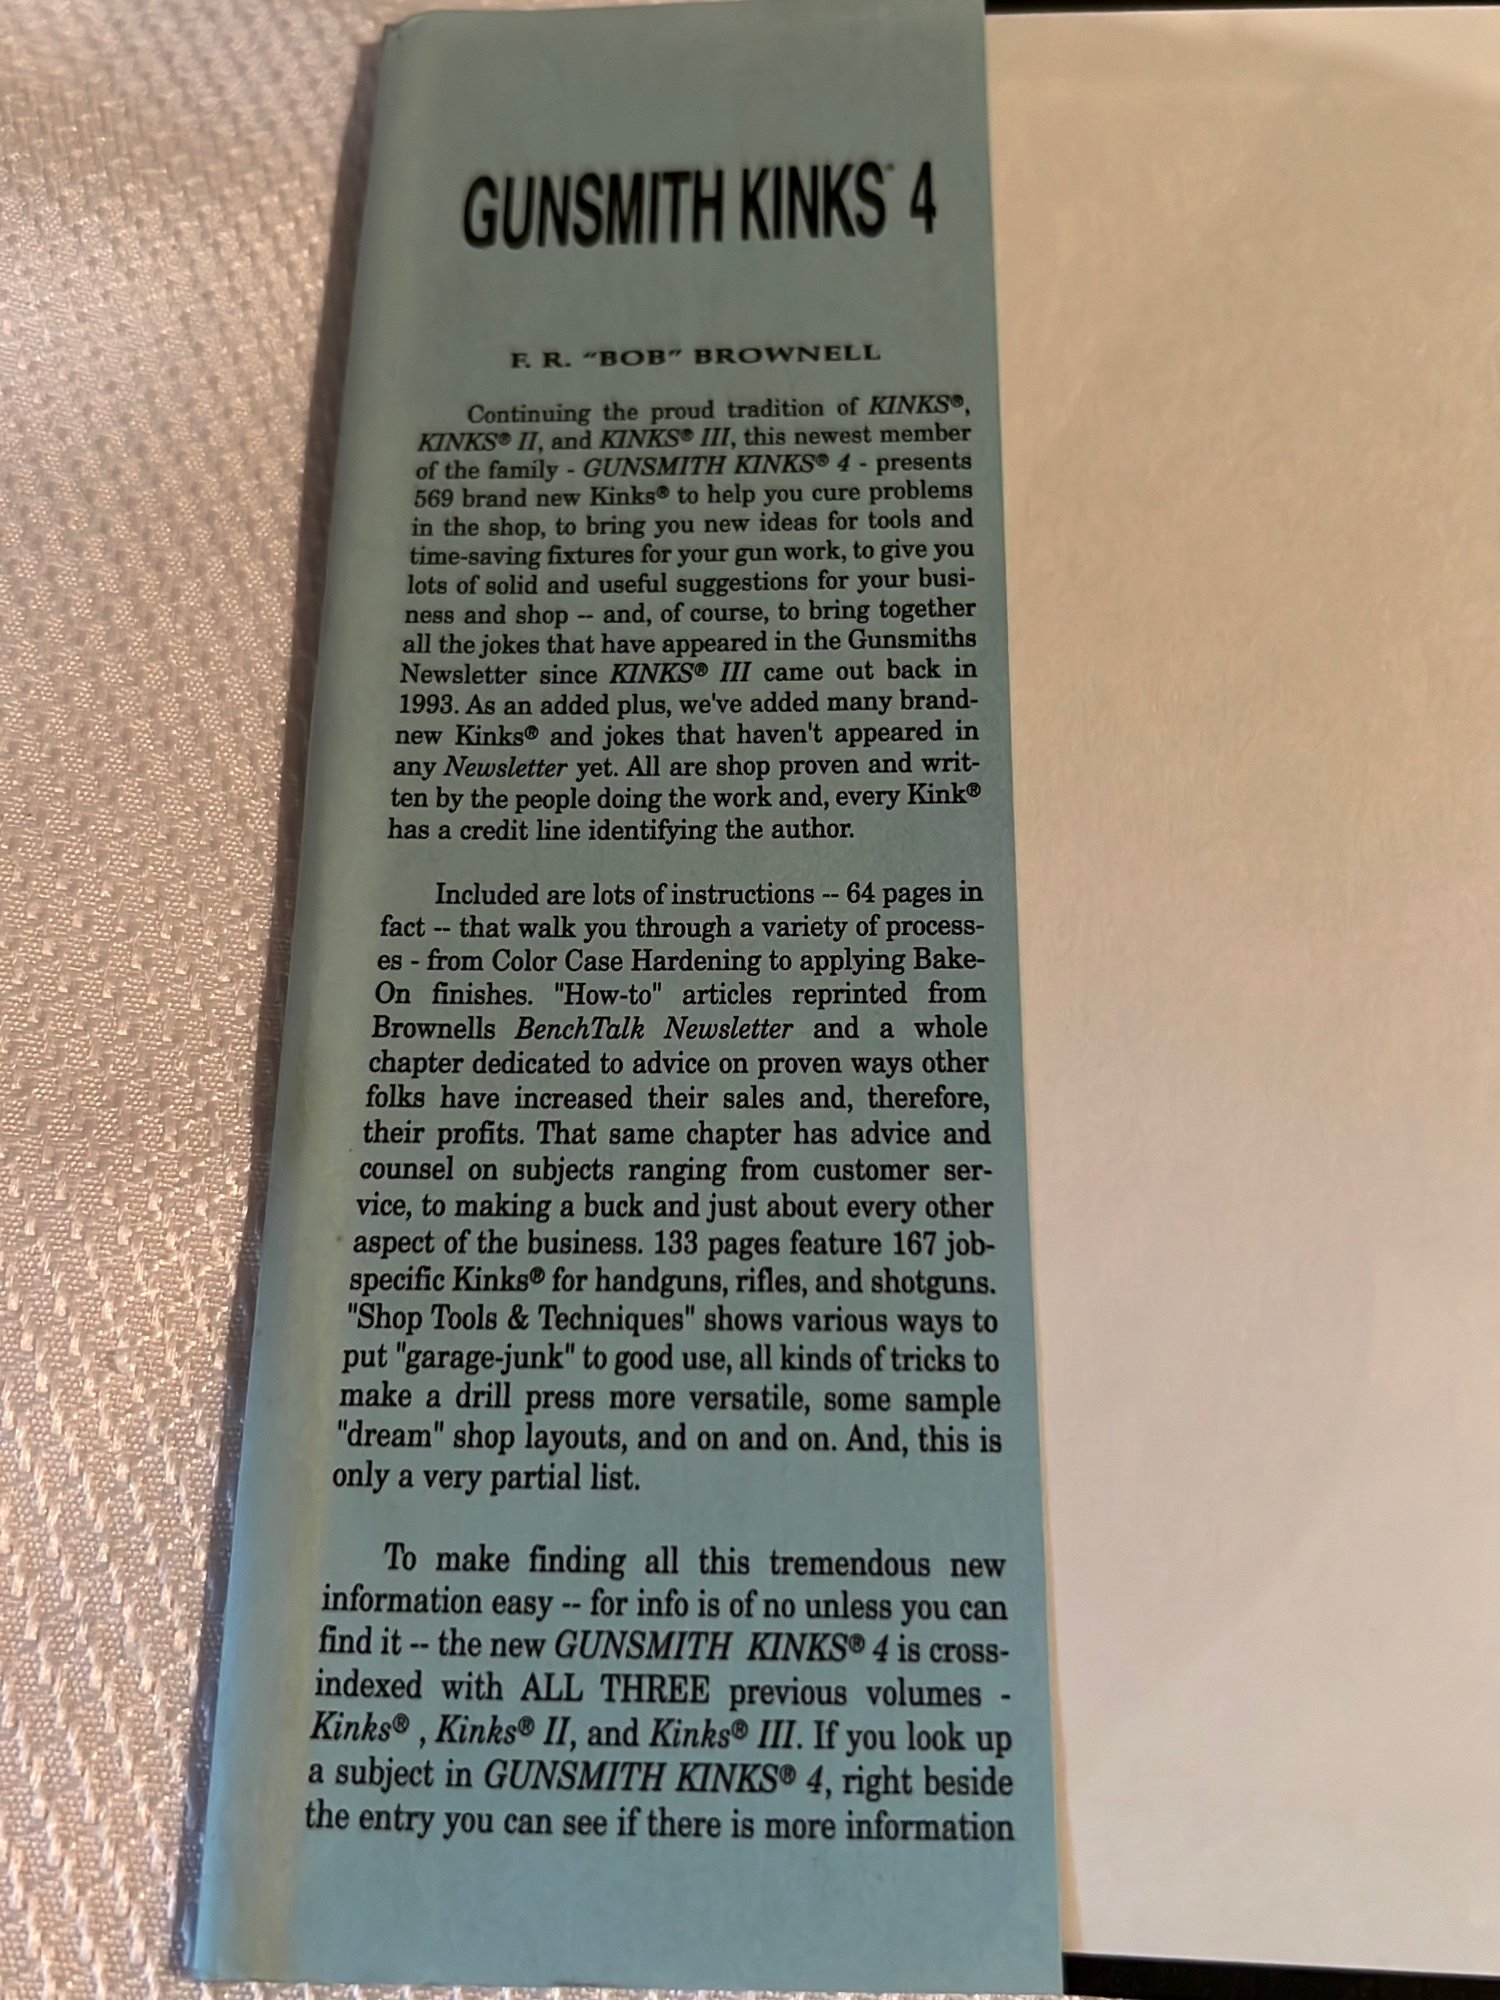 GUNSMITH KINKS™ 4
F. R. "BOB" BROWNELL
Continuing the proud tradition of KINKS®,
KINKS® II, and KINKS® III, this newest member
of the family - GUNSMITH KINKS® 4 - presents
569 brand new Kinks® to help you cure problems
in the shop, to bring you new ideas for tools and
time-saving fixtures for your gun work, to give you
lots of solid and useful suggestions for your busi-
ness and shop -- and, of course, to bring together
all the jokes that have appeared in the Gunsmiths
Newsletter since KINKS® III came out back in
1993. As an added plus, we've added many brand-
new Kinks® and jokes that haven't appeared in
any Newsletter yet. All are shop proven and writ-
ten by the people doing the work and, every Kink®
has a credit line identifying the author.
Included are lots of instructions -- 64 pages in
fact -- that walk you through a variety of process-
es - from Color Case Hardening to applying Bake-
On finishes. "How-to" articles reprinted from
Brownells BenchTalk Newsletter and a whole
chapter dedicated to advice on proven ways other
folks have increased their sales and, therefore,
their profits. That same chapter has advice and
counsel on subjects ranging from customer ser-
vice, to making a buck and just about every other
aspect of the business. 133 pages feature 167 job-
specific Kinks® for handguns, rifles, and shotguns.
"Shop Tools & Techniques" shows various ways to
put "garage-junk" to good use, all kinds of tricks to
make a drill press more versatile, some sample
"dream" shop layouts, and on and on. And, this is
only a very partial list.
To make finding all this tremendous new
information easy -- for info is of no unless you can
find it -- the new GUNSMITH KINKS® 4 is cross-
indexed with ALL THREE previous volumes -
Kinks® , Kinks® II, and Kinks® III. If you look up
a subject in GUNSMITH KINKS® 4, right beside
the entry you can see if there is more information